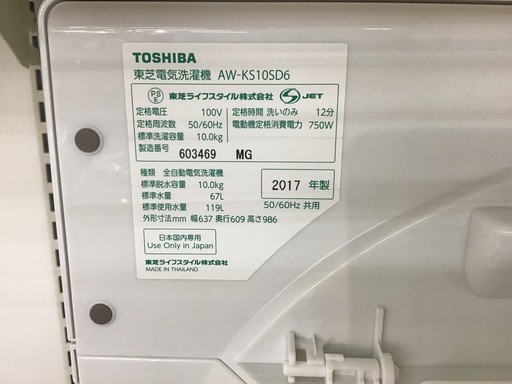 TOSHIBA
東芝電気洗濯機 AW-KS10SD6
PS E 東芝ライフスタイル株式会社 S JET
定格電圧 100V 定格時間 洗いのみ 12分
定格周波数 50/60Hz 電動機定格消費電力 750W
標準洗濯容量 10.0kg
製造番号 603469 MG
種類 全自動電気洗濯機
標準脱水容量 10.0kg 2017 年製
標準水量 67L
標準使用水量 119L 50/60Hz 共用
外形寸法mm 幅637 奥行609 高さ986
日本国内専用
Use Only in Japan
東芝ライフスタイル株式会社
MADE IN THAILAND